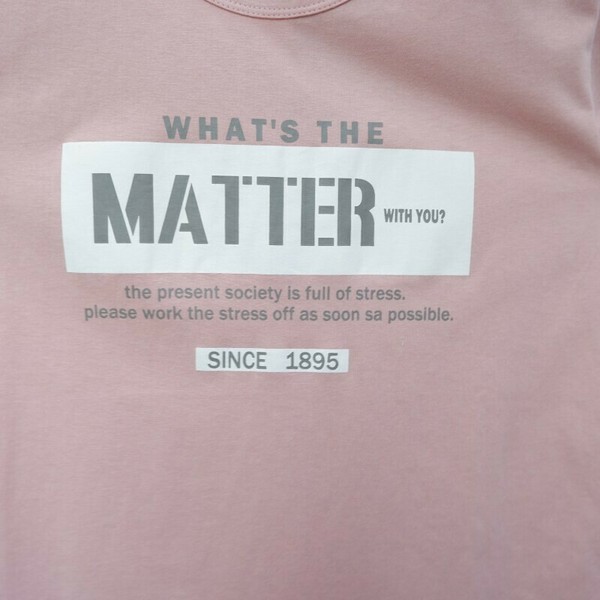 WHAT'S THE
MATTER WITH YOU?
the present society is full of stress.
please work the stress off as soon sa possible.
SINCE 1895